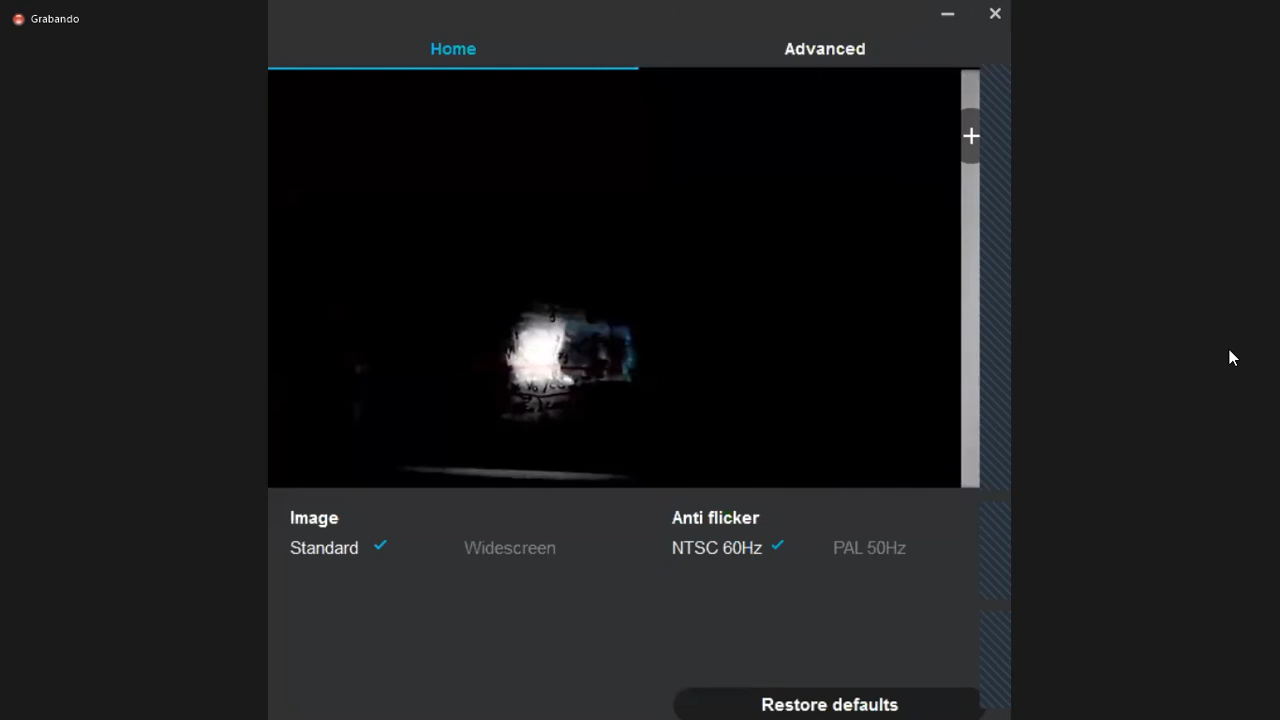 Grabando
Home
Advanced
+
Image
Anti flicker
Standard
Widescreen
NTSC 60Hz
PAL 50Hz
Restore defaults